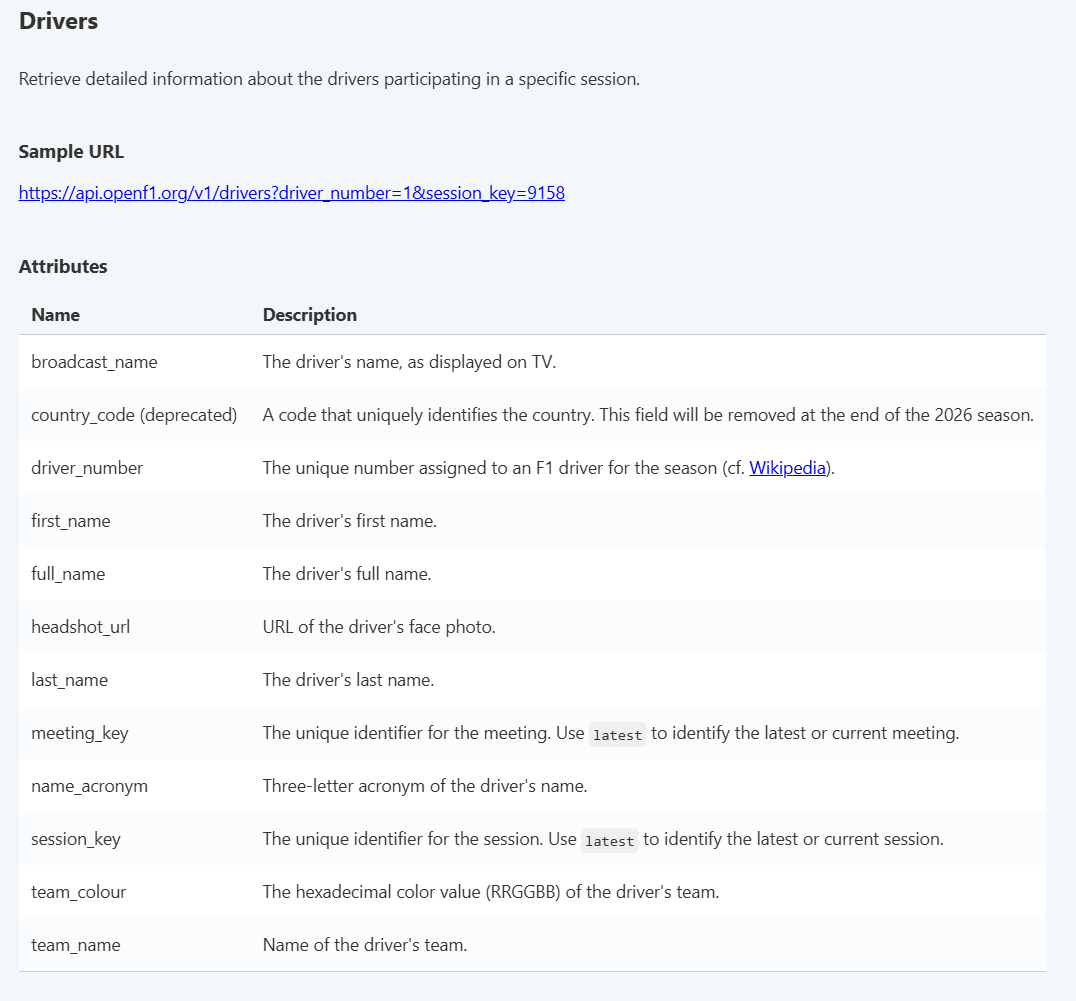 Drivers
Retrieve detailed information about the drivers participating in a specific session.
Sample URL
https://api.openf1.org/v1/drivers?driver_number=1&session_key=9158
Attributes
Name Description
broadcast_name The driver's name, as displayed on TV.
country_code (deprecated) A code that uniquely identifies the country. This field will be removed at the end of the 2026 season.
driver_number The unique number assigned to an F1 driver for the season (cf. Wikipedia).
first_name The driver's first name.
full_name The driver's full name.
headshot_url URL of the driver's face photo.
last_name The driver's last name.
meeting_key The unique identifier for the meeting. Use latest to identify the latest or current meeting.
name_acronym Three-letter acronym of the driver's name.
session_key The unique identifier for the session. Use latest to identify the latest or current session.
team_colour The hexadecimal color value (RRGGBB) of the driver's team.
team_name Name of the driver's team.